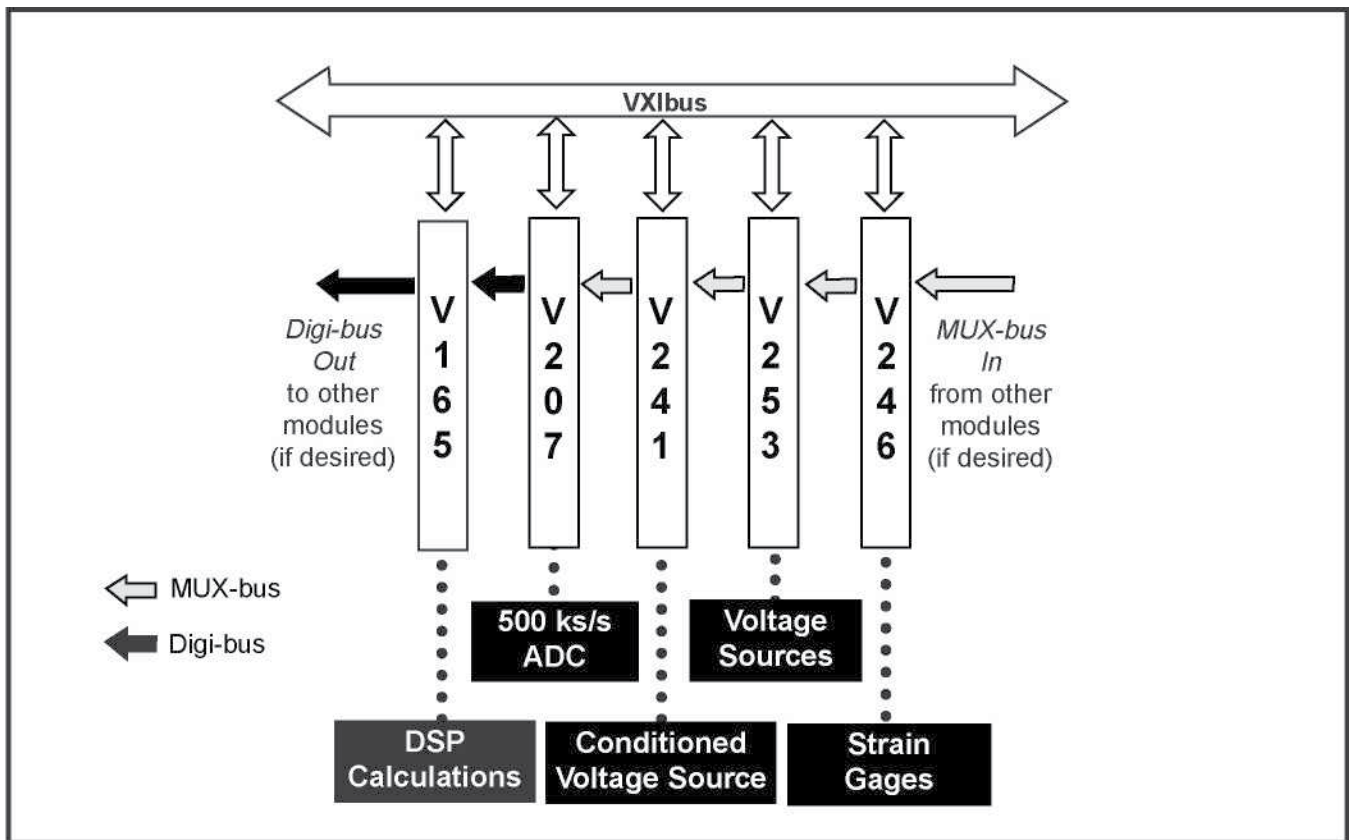 VXIbus
V
1
6
5
V
2
0
7
V
2
4
1
V
2
5
3
V
2
4
6
Digi-bus
Out
to other
modules
(if desired)
MUX-bus
In
from other
modules
(if desired)
MUX-bus
Digi-bus
500 ks/s
ADC
Voltage
Sources
DSP
Calculations
Conditioned
Voltage Source
Strain
Gages